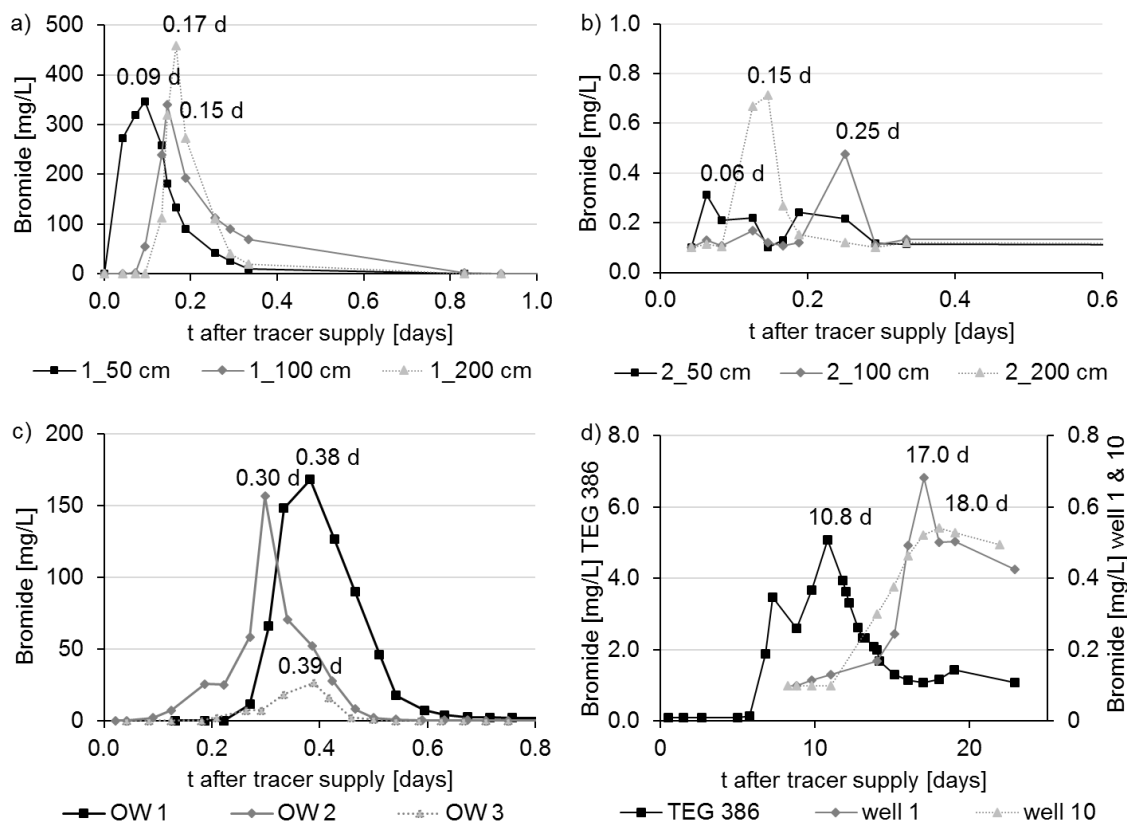 a)
500
400
300
200
100
0
Bromide [mg/L]
0.17 d
0.09 d
0.15 d
0.0 0.2 0.4 0.6 0.8 1.0
t after tracer supply [days]
1_50 cm 1_100 cm 1_200 cm
b)
1.0
0.8
0.6
0.4
0.2
0.0
Bromide [mg/L]
0.15 d
0.25 d
0.06 d
0.0 0.2 0.4 0.6
t after tracer supply [days]
2_50 cm 2_100 cm 2_200 cm
c)
200
150
100
50
0
Bromide [mg/L]
0.38 d
0.30 d
0.39 d
0.0 0.2 0.4 0.6 0.8
t after tracer supply [days]
OW 1 OW 2 OW 3
d)
8.0
6.0
4.0
2.0
0.0
Bromide [mg/L] TEG 386
17.0 d
18.0 d
10.8 d
0.8
0.6
0.4
0.2
0
Bromide [mg/L] well 1 & 10
0 10 20
t after tracer supply [days]
TEG 386 well 1 well 10